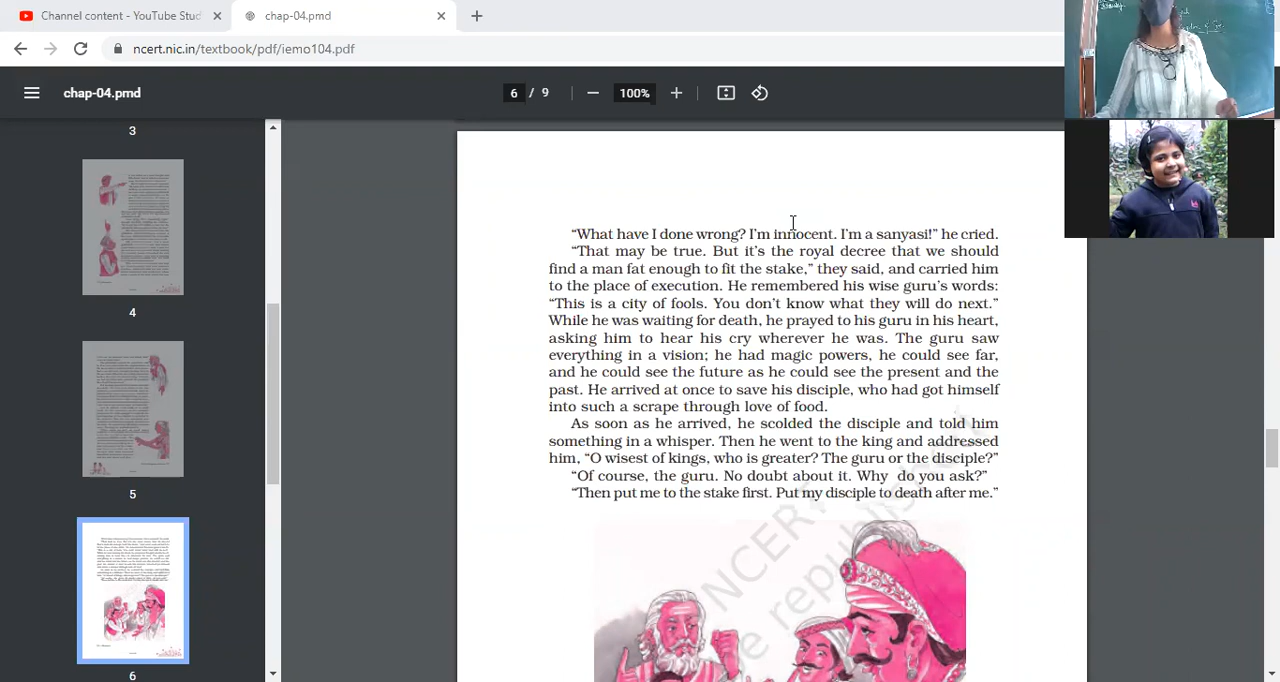 Channel content - YouTube Stud
chap-04.pmd
ncert.nic.in/textbook/pdf/iemo104.pdf
chap-04.pmd
6 / 9
100%
3
4
5
6
“What have I done wrong? I’m innocent. I’m a sanyasi!” he cried.
“That may be true. But it’s the royal decree that we should
find a man fat enough to fit the stake,” they said, and carried him
to the place of execution. He remembered his wise guru’s words:
“This is a city of fools. You don’t know what they will do next.”
While he was waiting for death, he prayed to his guru in his heart,
asking him to hear his cry wherever he was. The guru saw
everything in a vision; he had magic powers, he could see far,
and he could see the future as he could see the present and the
past. He arrived at once to save his disciple, who had got himself
into such a scrape through love of food.
As soon as he arrived, he scolded the disciple and told him
something in a whisper. Then he went to the king and addressed
him, “O wisest of kings, who is greater? The guru or the disciple?”
“Of course, the guru. No doubt about it. Why do you ask?”
“Then put me to the stake first. Put my disciple to death after me.”
NCER
e repu